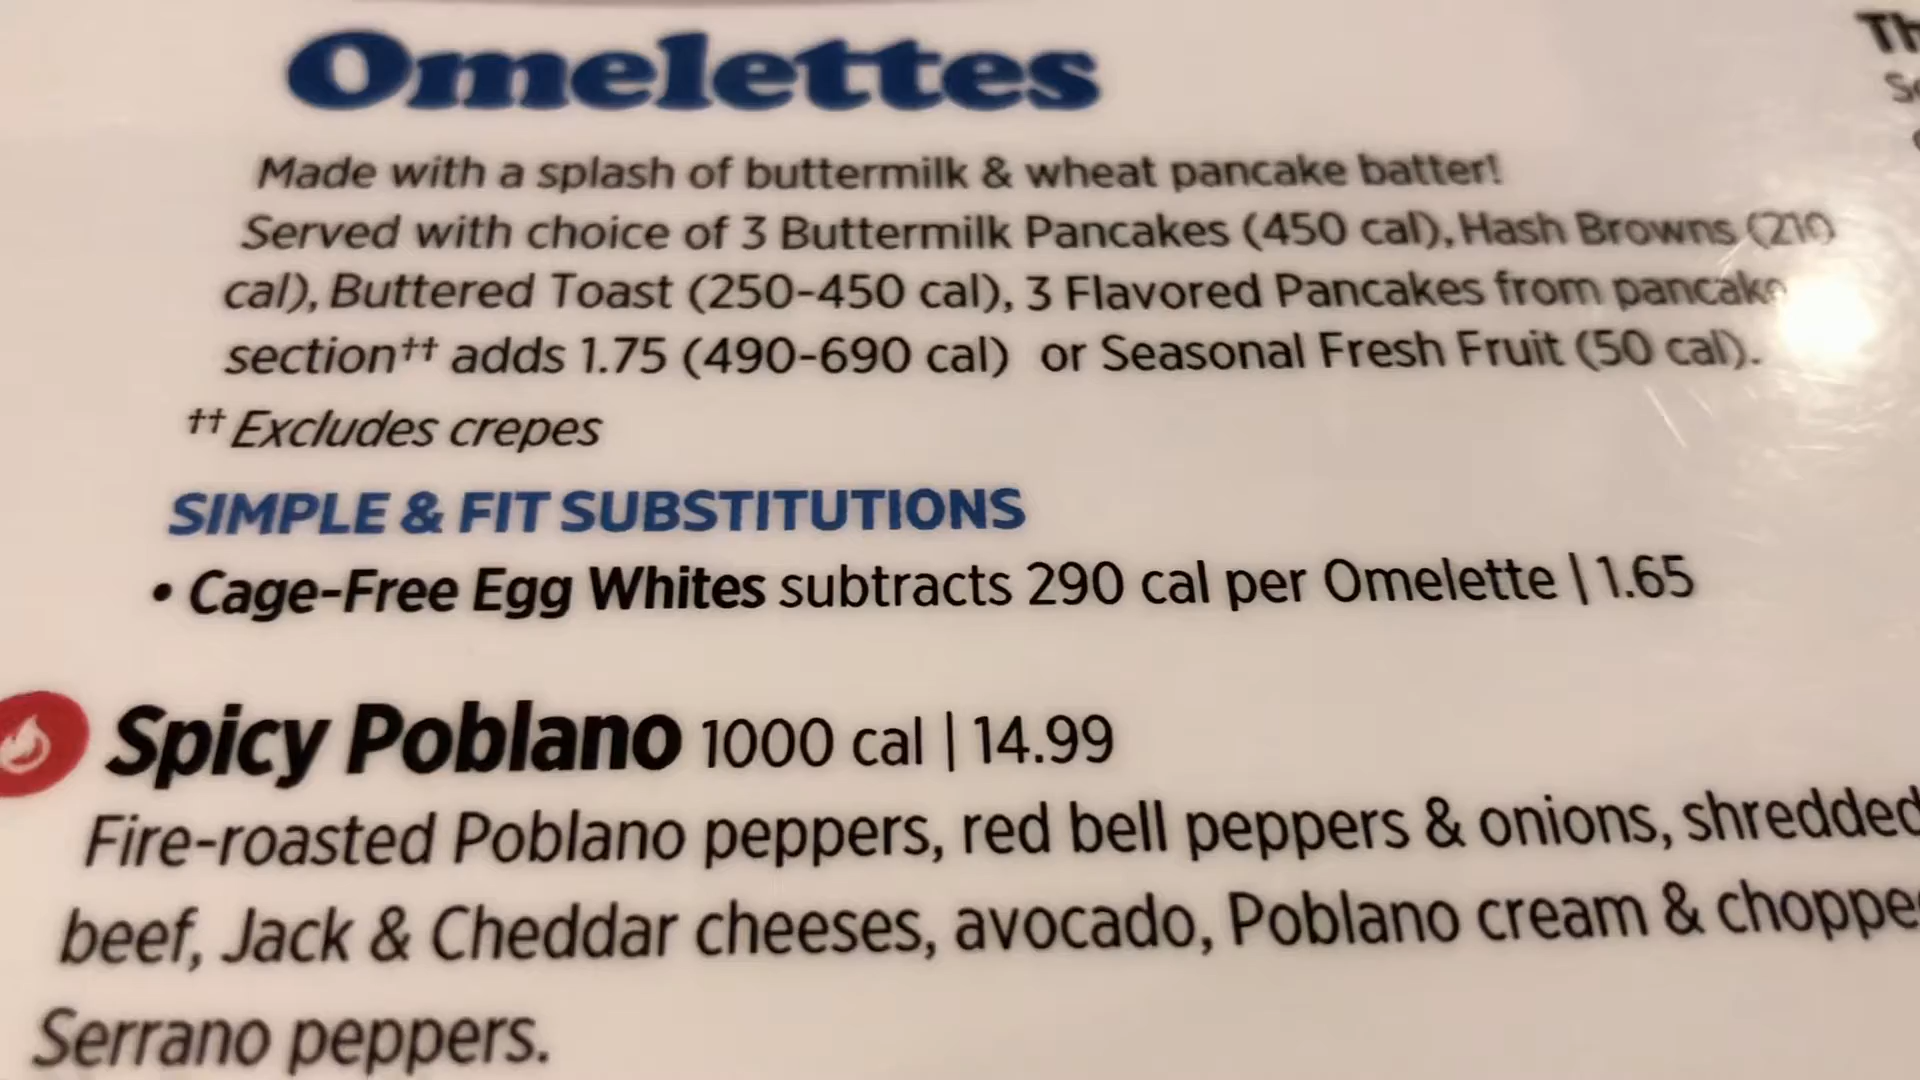 Omelettes
Made with a splash of buttermilk & wheat pancake batter!
Served with choice of 3 Buttermilk Pancakes (450 cal), Hash Browns (210
cal), Buttered Toast (250-450 cal), 3 Flavored Pancakes from pancake
section†† adds 1.75 (490-690 cal) or Seasonal Fresh Fruit (50 cal).
†† Excludes crepes
SIMPLE & FIT SUBSTITUTIONS
• Cage-Free Egg Whites subtracts 290 cal per Omelette | 1.65
Spicy Poblano 1000 cal | 14.99
Fire-roasted Poblano peppers, red bell peppers & onions, shredded
beef, Jack & Cheddar cheeses, avocado, Poblano cream & choppe
Serrano peppers.